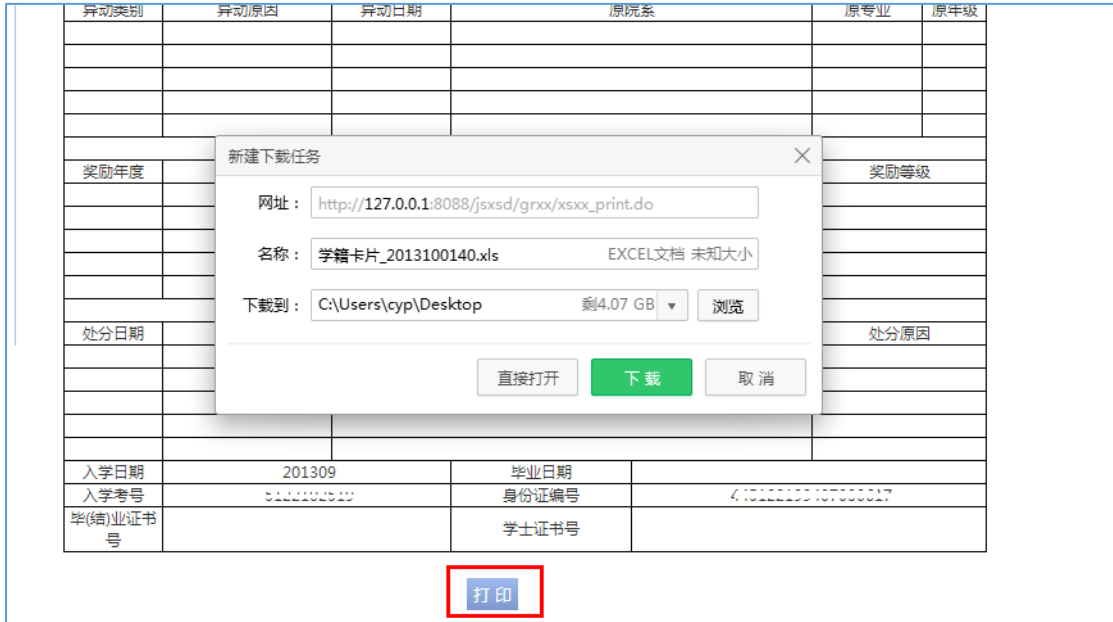 异动类别 异动原因 异动日期 原院系 原专业 原年级
新建下载任务
奖励年度 奖励等级
网址： http://127.0.0.1:8088/jsxsd/grxx/xsxx_print.do
名称： 学籍卡片_2013100140.xls EXCEL文档 未知大小
下载到： C:\Users\cyp\Desktop 剩4.07 GB 浏览
处分日期 处分原因
直接打开 下载 取消
入学日期 201309 毕业日期
入学考号 身份证编号
毕(结)业证书
号 学士证书号
打印